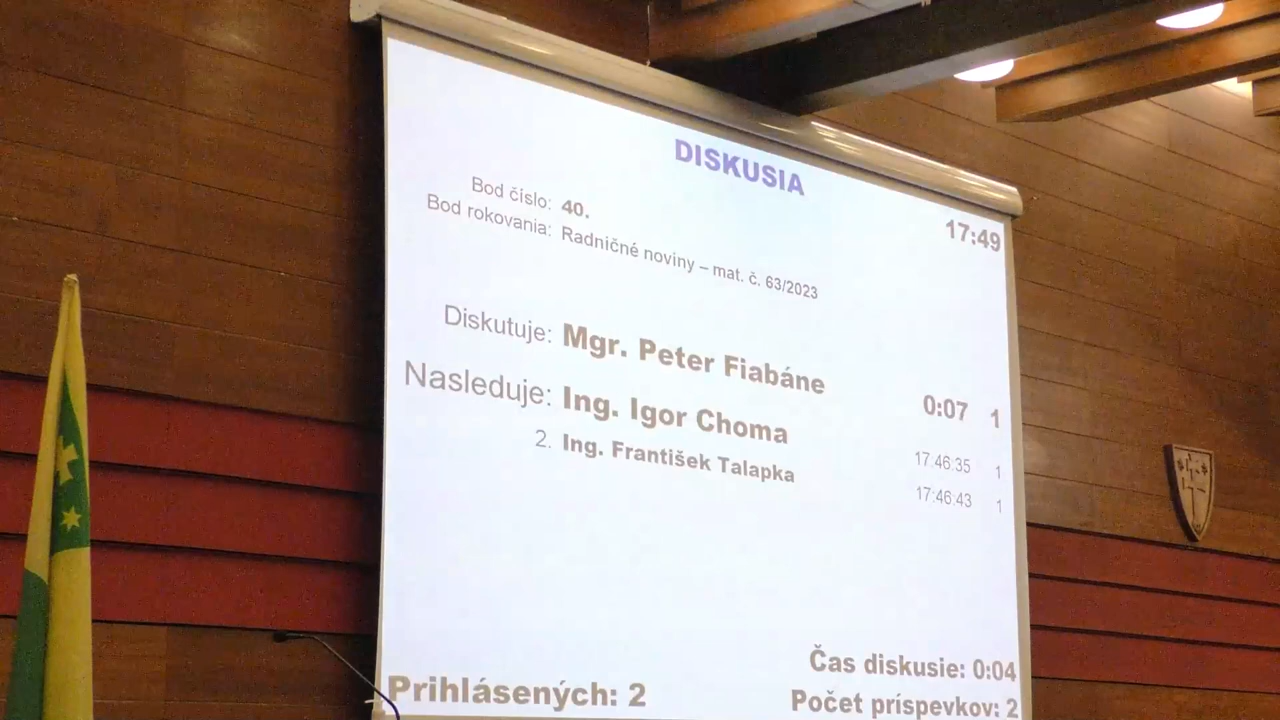 DISKUSIA
17:49
Bod číslo: 40.
Bod rokovania: Radničné noviny – mat. č. 63/2023
Diskutuje: Mgr. Peter Fiabáne 0:07 1
Nasleduje: Ing. Igor Choma 17:46:35 1
2. Ing. František Talapka 17:46:43 1
Čas diskusie: 0:04
Prihlásených: 2 Počet príspevkov: 2